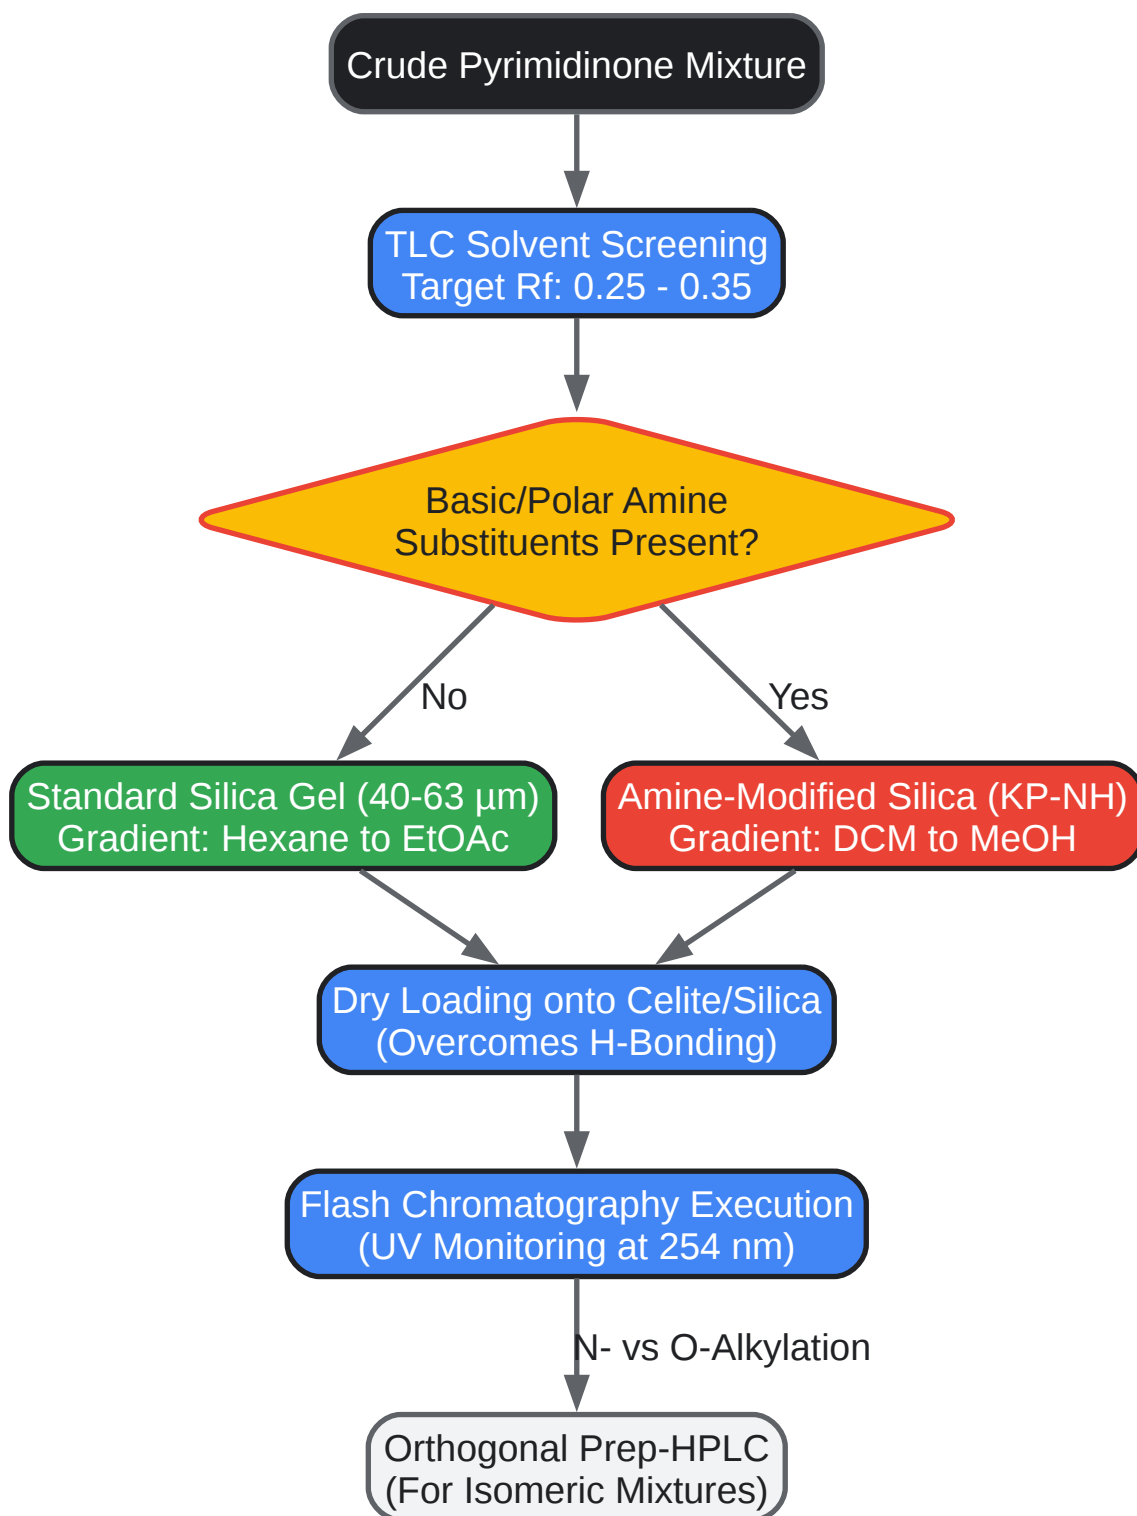 Crude Pyrimidinone Mixture
TLC Solvent Screening
Target Rf: 0.25 - 0.35
Basic/Polar Amine
Substituents Present?
No
Yes
Standard Silica Gel (40-63 µm)
Gradient: Hexane to EtOAc
Amine-Modified Silica (KP-NH)
Gradient: DCM to MeOH
Dry Loading onto Celite/Silica
(Overcomes H-Bonding)
Flash Chromatography Execution
(UV Monitoring at 254 nm)
N- vs O-Alkylation
Orthogonal Prep-HPLC
(For Isomeric Mixtures)